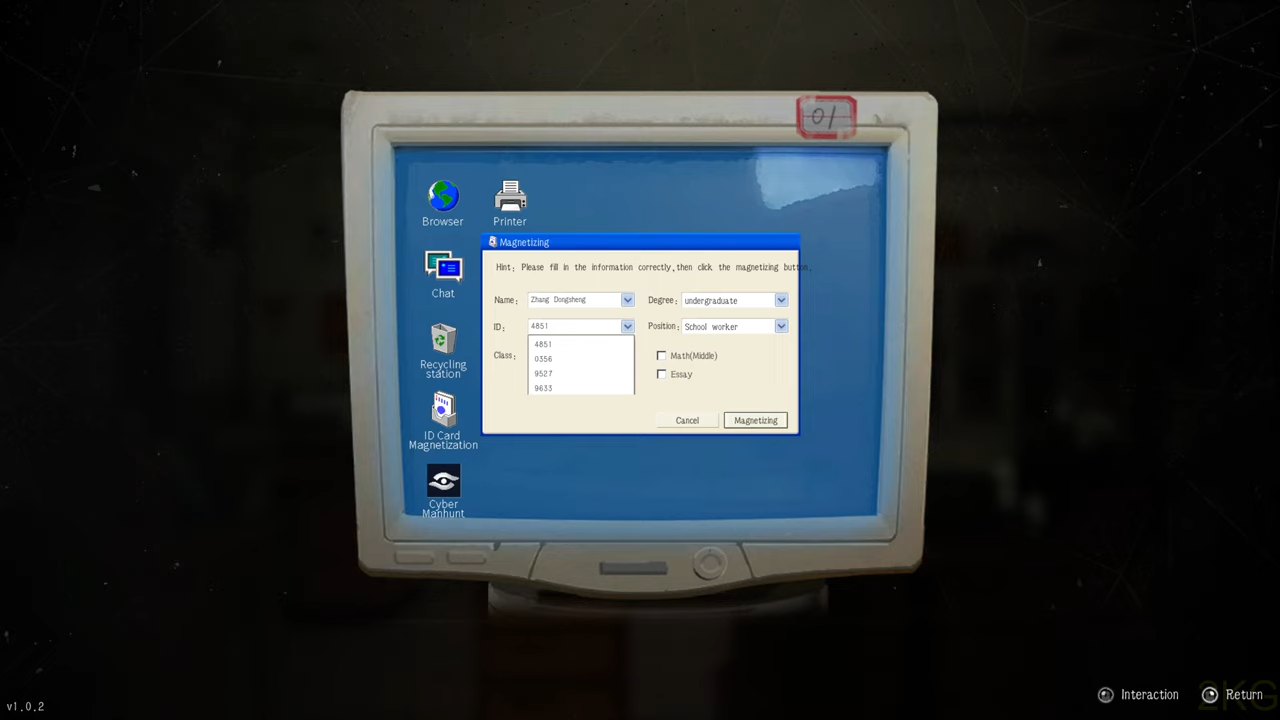 01
Browser
Printer
Magnetizing
Hint: Please fill in the information correctly,then click the magnetizing button.
Name: Zhang Dongsheng Degree: undergraduate
ID: 4851 Position: School worker
4851
0356
9527
9633
Class: Math(Middle)
Essay
Cancel Magnetizing
Chat
Recycling
station
ID Card
Magnetization
Cyber
Manhunt
v1.0.2
Interaction Return
2KG